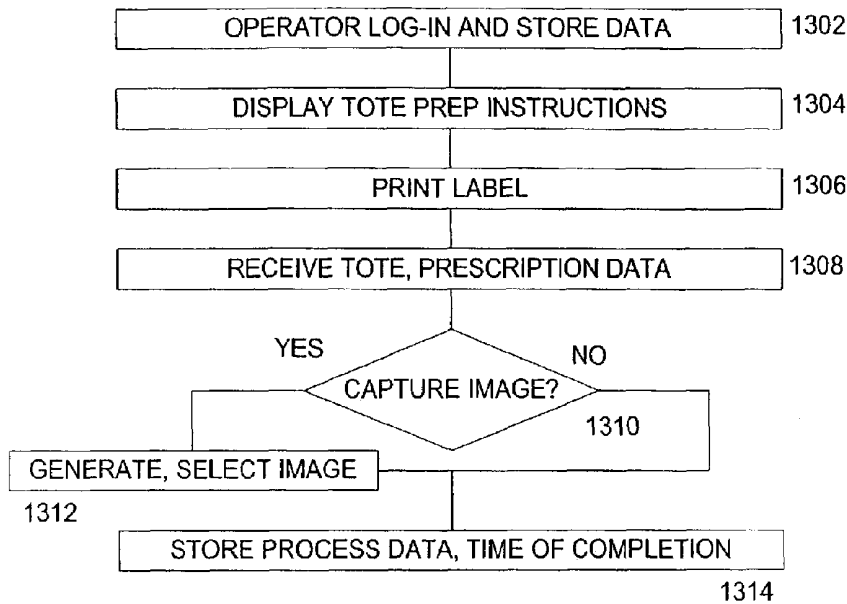 OPERATOR LOG-IN AND STORE DATA 1302
DISPLAY TOTE PREP INSTRUCTIONS 1304
PRINT LABEL 1306
RECEIVE TOTE, PRESCRIPTION DATA 1308
YES
NO
CAPTURE IMAGE?
1310
GENERATE, SELECT IMAGE
1312
STORE PROCESS DATA, TIME OF COMPLETION
1314